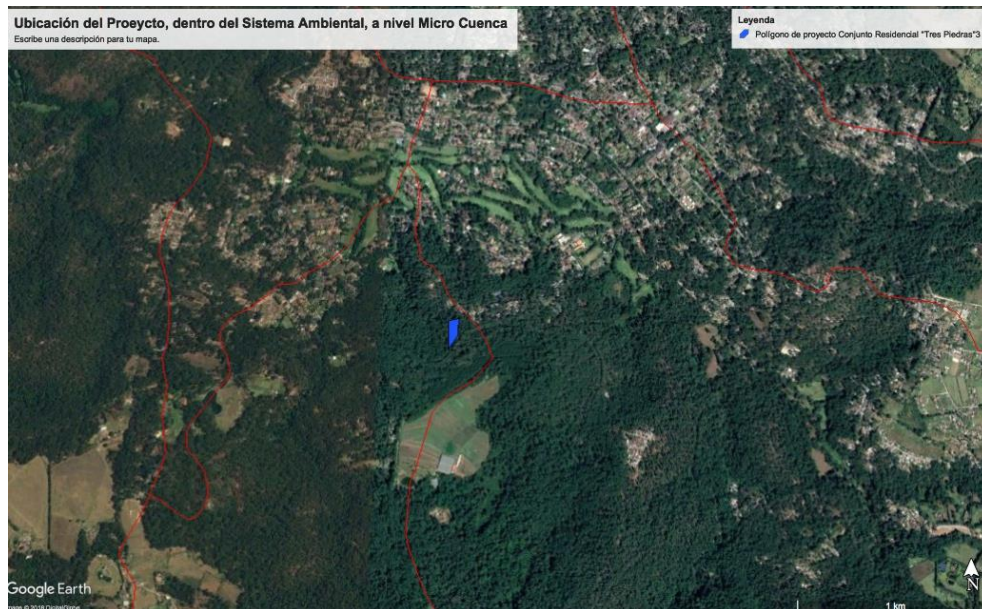 Ubicación del Proeycto, dentro del Sistema Ambiental, a nivel Micro Cuenca
Escribe una descripción para tu mapa.
Leyenda
Polígono de proyecto Conjunto Residencial "Tres Piedras"3
Google Earth
1 km
N